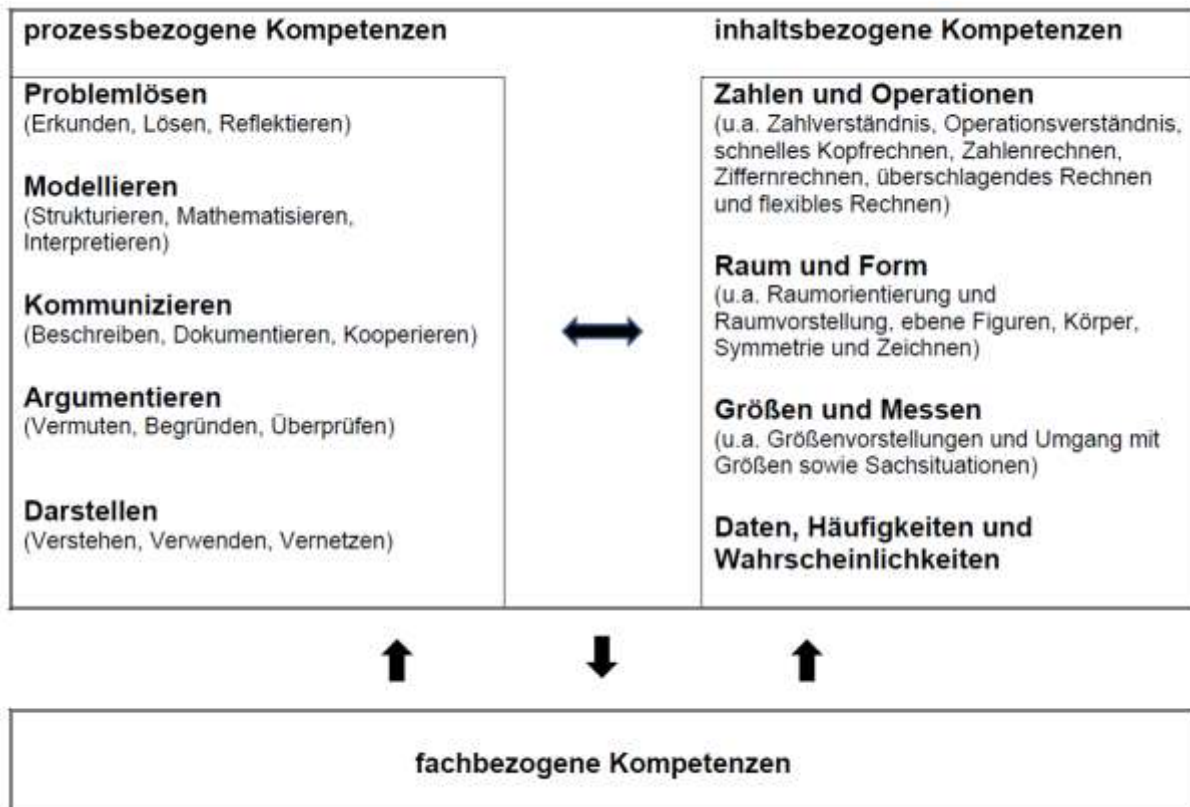 prozessbezogene Kompetenzen
Problemlösen
(Erkunden, Lösen, Reflektieren)
Modellieren
(Strukturieren, Mathematisieren,
Interpretieren)
Kommunizieren
(Beschreiben, Dokumentieren, Kooperieren)
Argumentieren
(Vermuten, Begründen, Überprüfen)
Darstellen
(Verstehen, Verwenden, Vernetzen)
inhaltsbezogene Kompetenzen
Zahlen und Operationen
(u.a. Zahlverständnis, Operationsverständnis,
schnelles Kopfrechnen, Zahlenrechnen,
Ziffernrechnen, überschlagendes Rechnen
und flexibles Rechnen)
Raum und Form
(u.a. Raumorientierung und
Raumvorstellung, ebene Figuren, Körper,
Symmetrie und Zeichnen)
Größen und Messen
(u.a. Größenvorstellungen und Umgang mit
Größen sowie Sachsituationen)
Daten, Häufigkeiten und
Wahrscheinlichkeiten
fachbezogene Kompetenzen